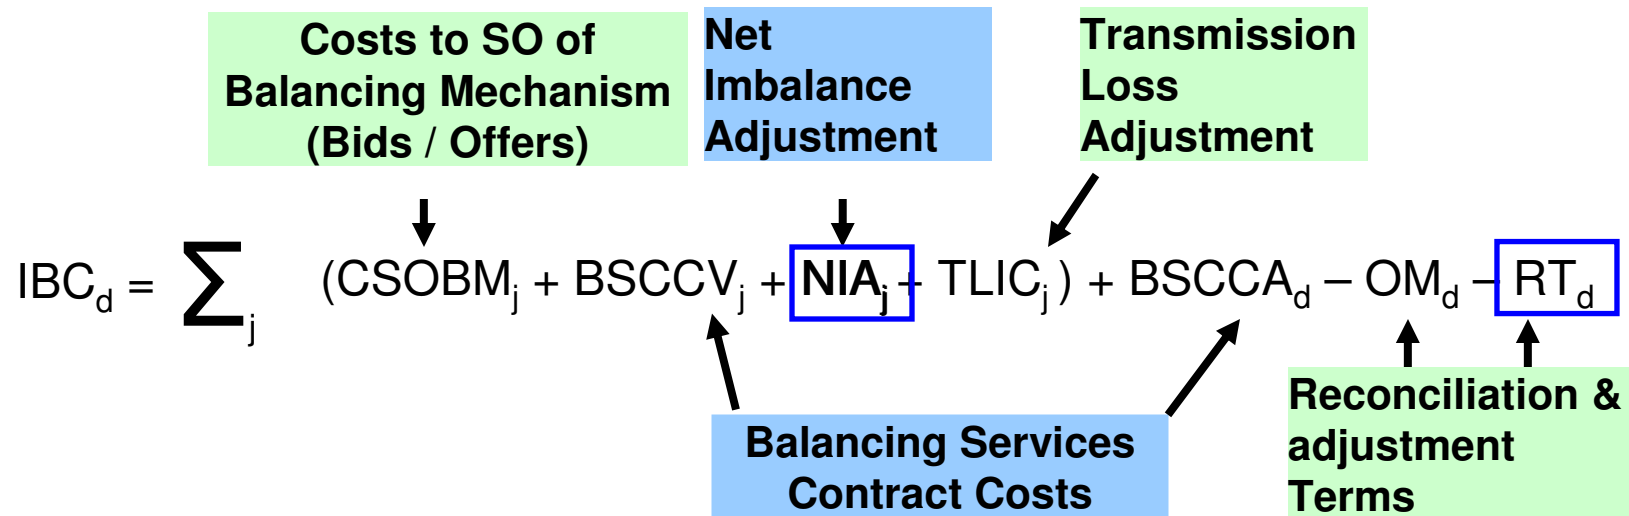 Costs to SO of
Balancing Mechanism
(Bids / Offers)
Net
Imbalance
Adjustment
Transmission
Loss
Adjustment
IBCd = ∑j (CSOBMj + BSCCVj + NIAj + TLICj ) + BSCCAd – OMd – RTd
Balancing Services
Contract Costs
Reconciliation &
adjustment
Terms